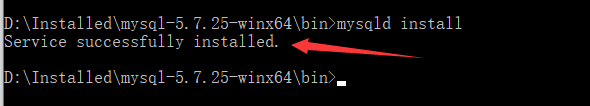 D:\Installed\mysql-5.7.25-winx64\bin>mysqld install
Service successfully installed.
D:\Installed\mysql-5.7.25-winx64\bin>